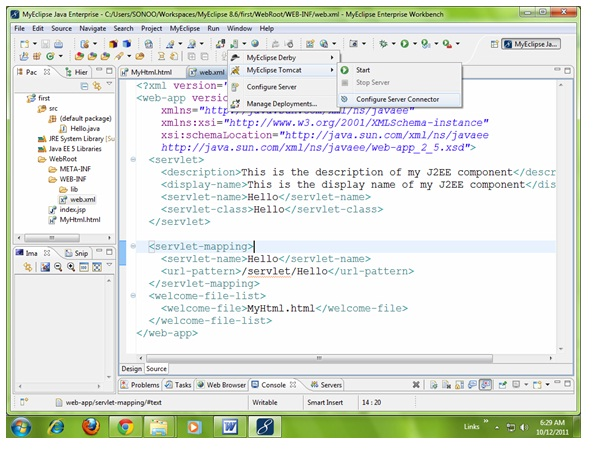 MyEclipse Java Enterprise - C:/Users/SONOO/Workspaces/MyEclipse 8.6/first/WebRoot/WEB-INF/web.xml - MyEclipse Enterprise Workbench
File Edit Source Navigate Search Project MyEclipse Run Window Help
MyEclipse Ja...
Pac
Hier
MyHtml.html
web.xml
MyEclipse Derby
MyEclipse Tomcat
Configure Server
Manage Deployments...
Start
Stop Server
Configure Server Connector
first
src
(default package)
Hello.java
JRE System Library
Java EE 5 Libraries
WebRoot
META-INF
WEB-INF
lib
web.xml
index.jsp
MyHtml.html
Ima
Snip
<?xml version=
<web-app versi
xmlns="http://java.sun.com/xml/ns/javaee
xmlns:xsi="http://www.w3.org/2001/XMLSchema-instance"
xsi:schemaLocation="http://java.sun.com/xml/ns/javaee
http://java.sun.com/xml/ns/javaee/web-app_2_5.xsd">
<servlet>
<description>This is the description of my J2EE component</descr
<display-name>This is the display name of my J2EE component</dis
<servlet-name>Hello</servlet-name>
<servlet-class>Hello</servlet-class>
</servlet>
<servlet-mapping>
<servlet-name>Hello</servlet-name>
<url-pattern>/servlet/Hello</url-pattern>
</servlet-mapping>
<welcome-file-list>
<welcome-file>MyHtml.html</welcome-file>
</welcome-file-list>
</web-app>
Design Source
Problems Tasks Web Browser Console Servers
web-app/servlet-mapping/#text
Writable
Smart Insert
14 : 20
Links
6:29 AM
10/12/2011